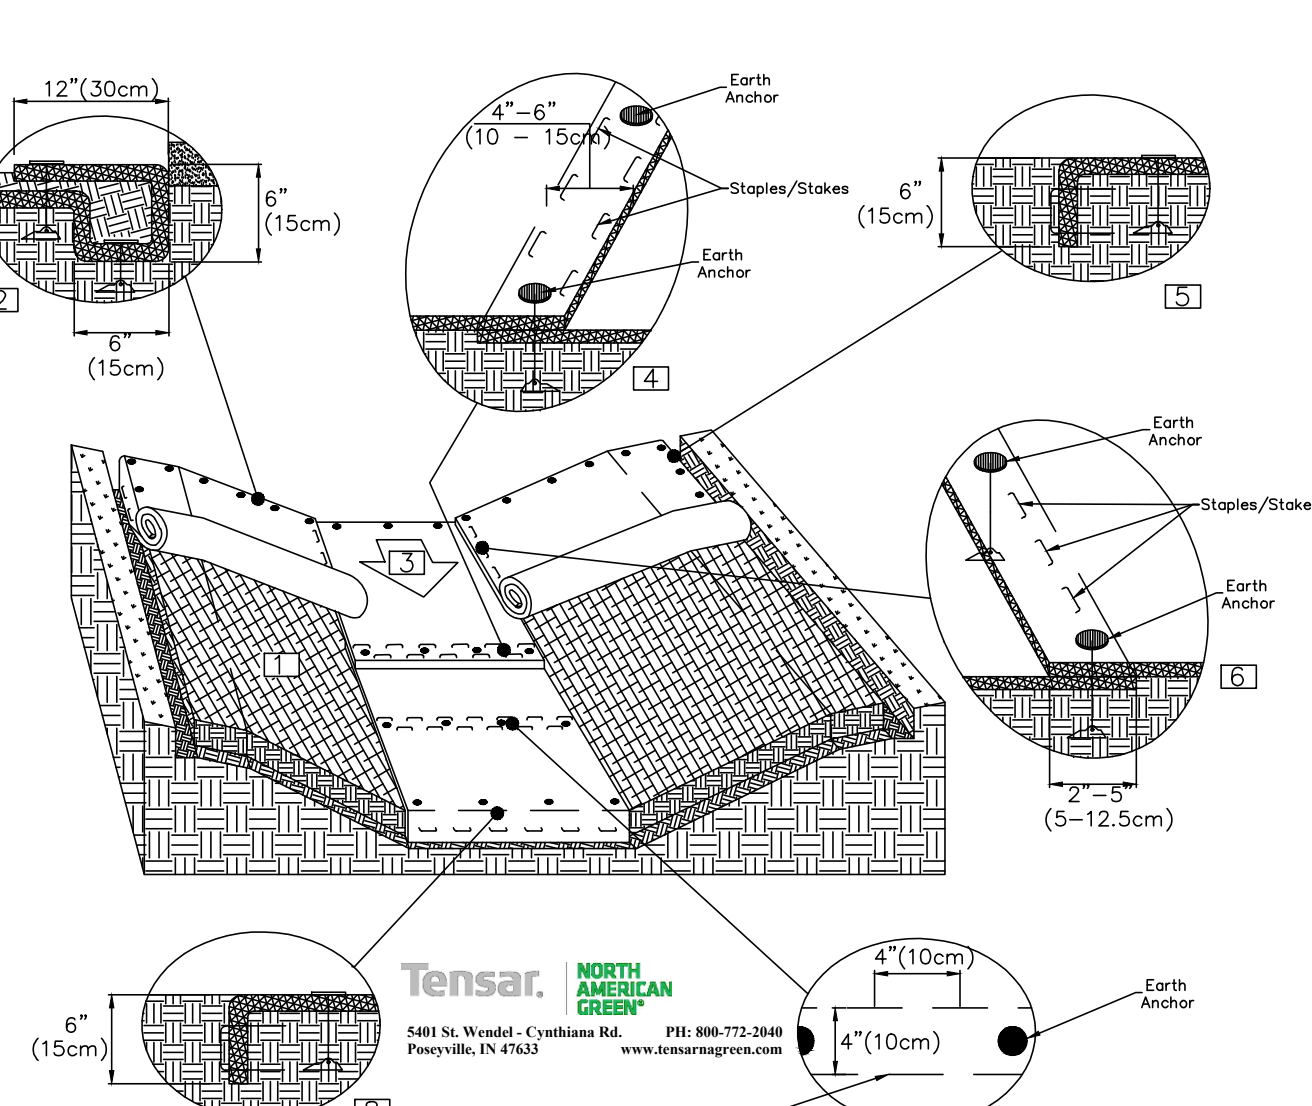 12”(30cm)
6”
(15cm)
6”
(15cm)
2
4”-6”
(10 - 15cm)
Earth
Anchor
Staples/Stakes
Earth
Anchor
4
6”
(15cm)
5
Earth
Anchor
Staples/Stake
Earth
Anchor
6
2”-5”
(5-12.5cm)
3
1
6”
(15cm)
Tensar.
NORTH
AMERICAN
GREEN®
5401 St. Wendel - Cynthiana Rd.
Poseyville, IN 47633
PH: 800-772-2040
www.tensarnagreen.com
4”(10cm)
4”(10cm)
Earth
Anchor